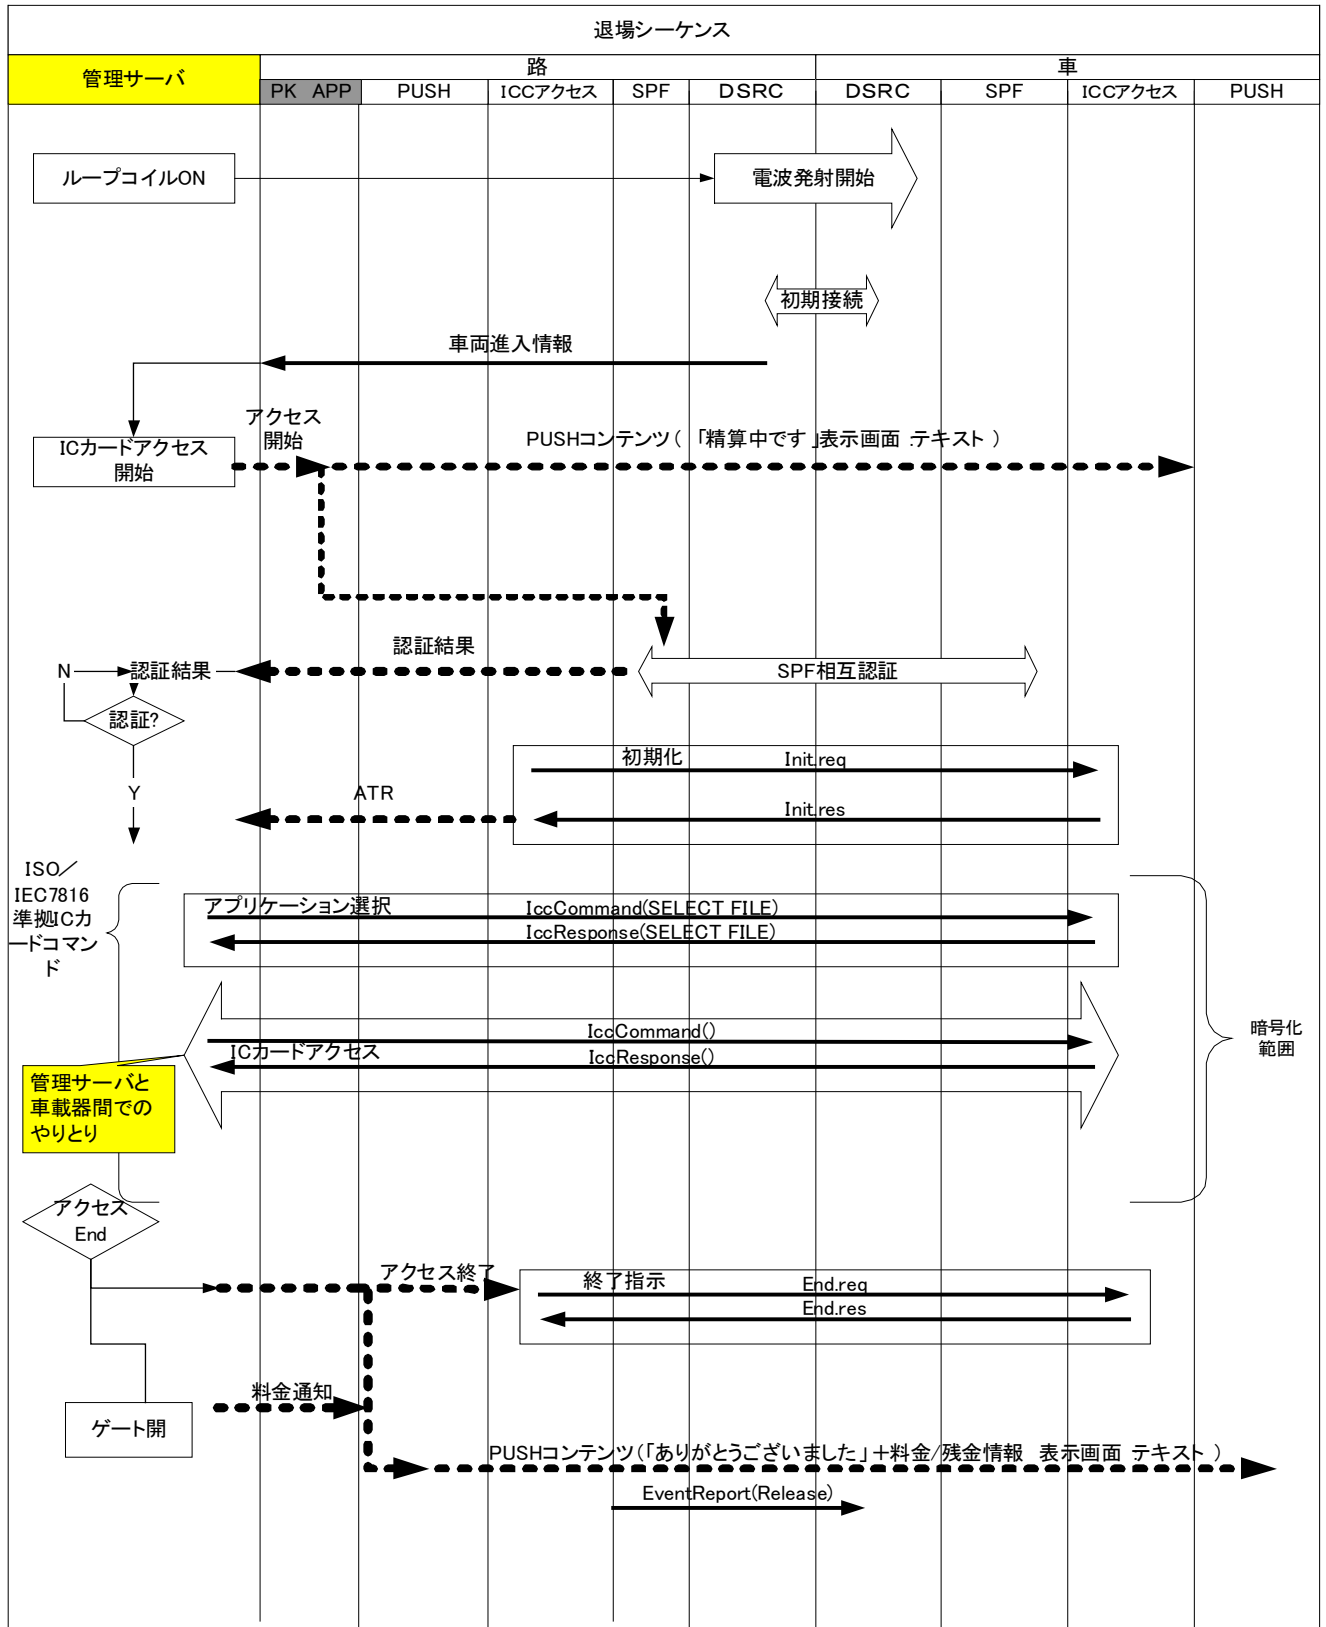 退場シーケンス
管理サーバ
路
車
PK APP
PUSH
ICCアクセス
SPF
DSRC
DSRC
SPF
ICCアクセス
PUSH
ループコイルON
電波発射開始
初期接続
車両進入情報
アクセス
開始
ICカードアクセス
開始
PUSHコンテンツ( 「精算中です」表示画面 テキスト )
認証結果
N
認証結果
SPF相互認証
認証?
初期化
Init.req
Y
ATR
Init.res
ISO/
IEC7816
準拠ICカ
ードコマン
ド
アプリケーション選択
IccCommand(SELECT FILE)
IccResponse(SELECT FILE)
IccCommand()
ICカードアクセス
IccResponse()
暗号化
範囲
管理サーバと
車載器間での
やりとり
アクセス
End
アクセス終了
終了指示
End.req
End.res
料金通知
ゲート開
PUSHコンテンツ(「ありがとうございました」+料金/残金情報 表示画面 テキスト )
EventReport(Release)